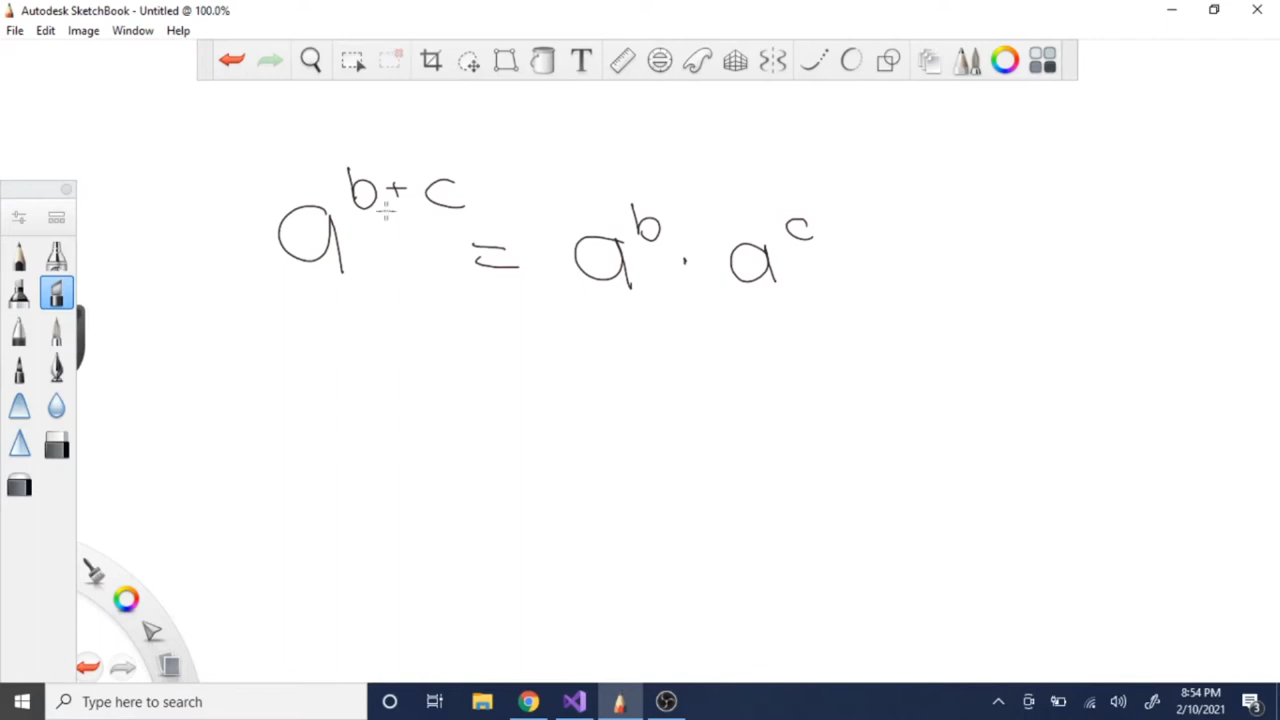 Autodesk SketchBook - Untitled @ 100.0%
File Edit Image Window Help
T
a^{b+c} = a^b · a^c
Type here to search
8:54 PM
2/10/2021
3